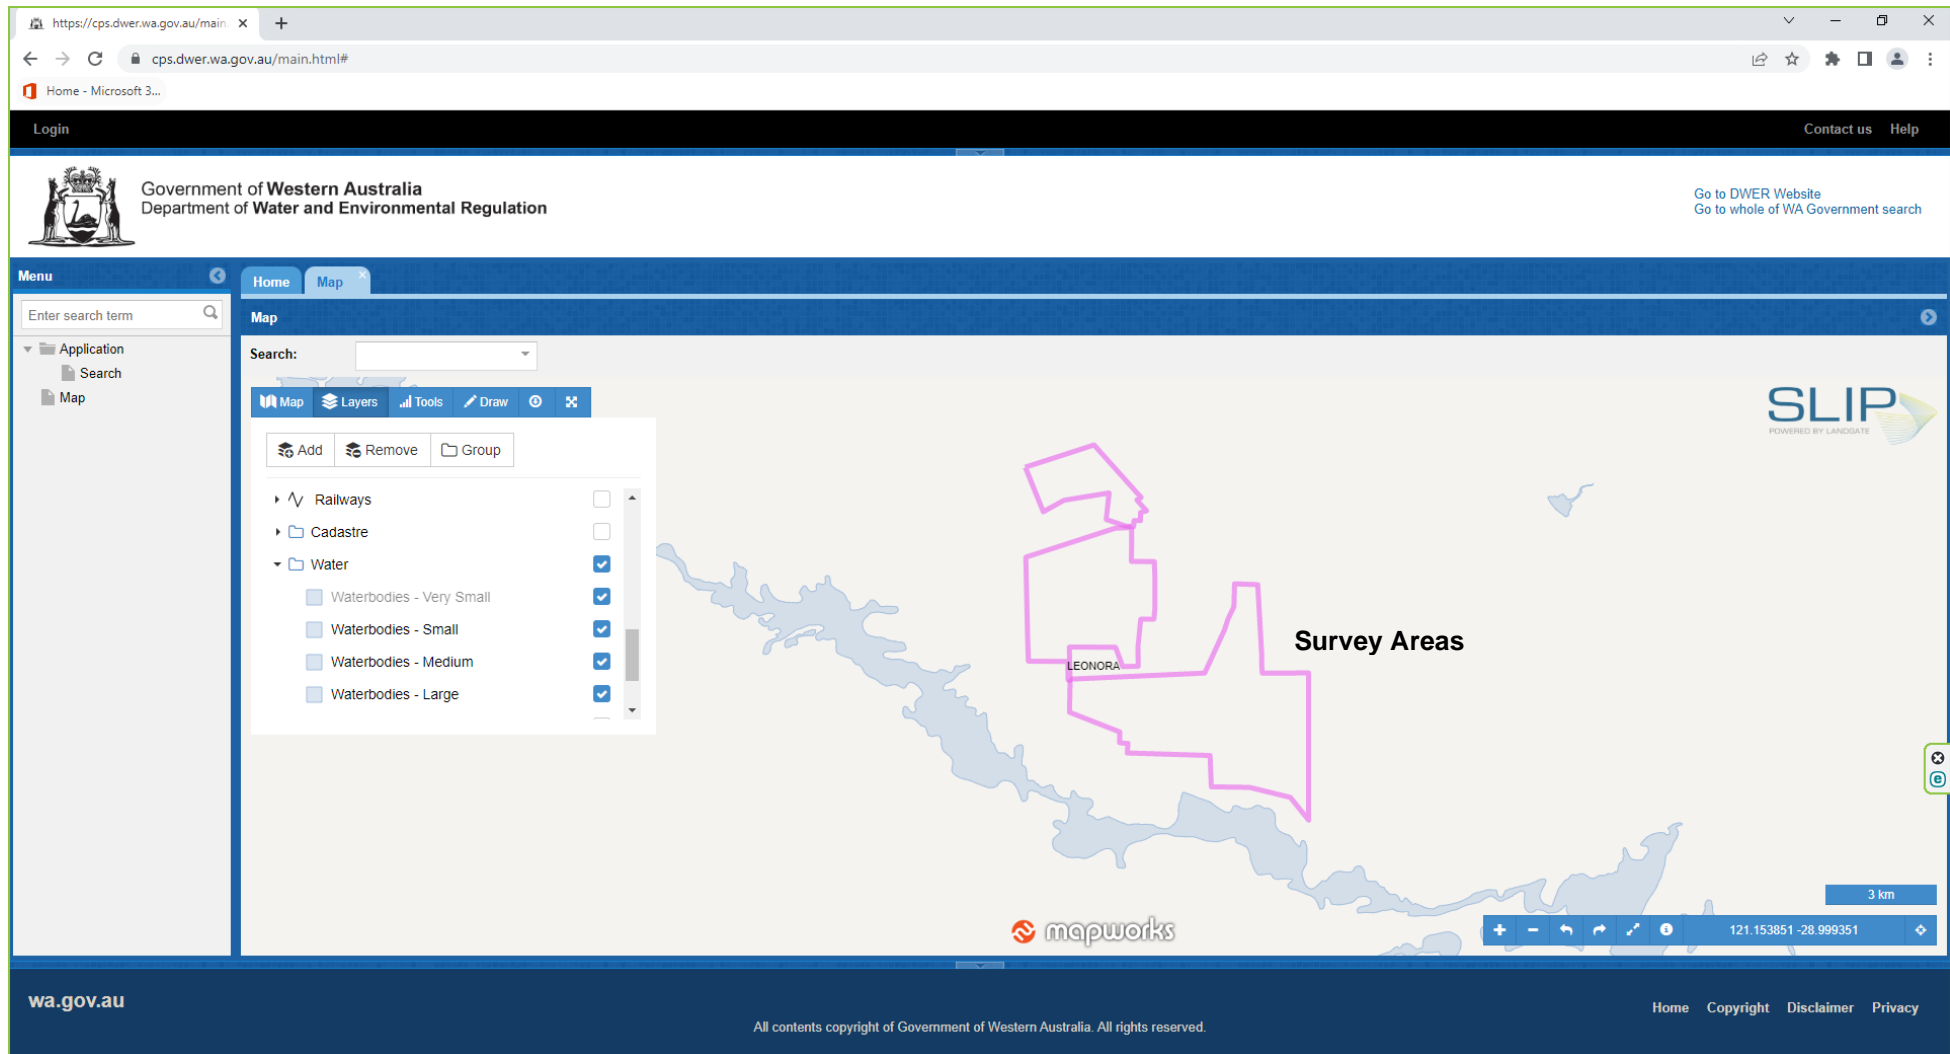 https://cps.dwer.wa.gov.au/main
cps.dwer.wa.gov.au/main.html#
Home - Microsoft 3...
Login
Contact us Help
Government of Western Australia
Department of Water and Environmental Regulation
Go to DWER Website
Go to whole of WA Government search
Menu
Home Map
Enter search term
Map
Application
Search:
Search
Map
Map Layers Tools Draw
SLIP
POWERED BY LANDGATE
Add Remove Group
Railways
Cadastre
Water
Waterbodies - Very Small
Waterbodies - Small
Waterbodies - Medium
Waterbodies - Large
Survey Areas
LEONORA
3 km
mapworks
121.153851 -28.999351
wa.gov.au
Home Copyright Disclaimer Privacy
All contents copyright of Government of Western Australia. All rights reserved.